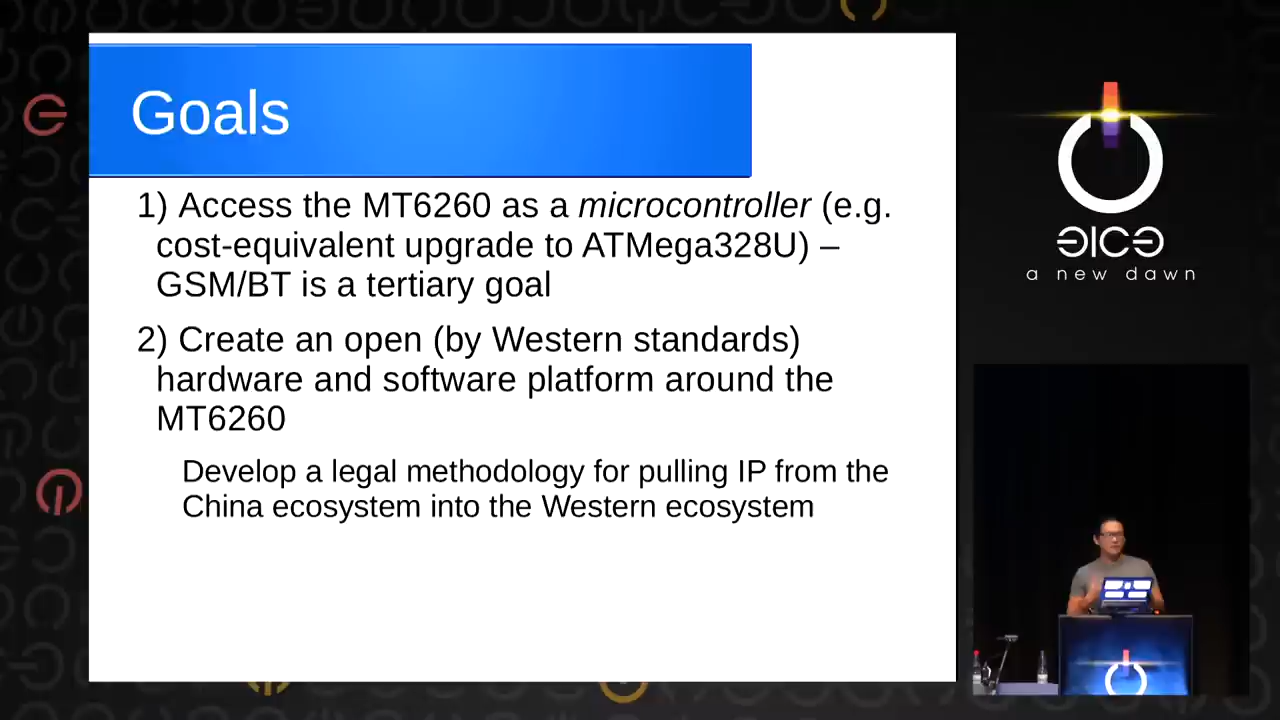 Goals
1) Access the MT6260 as a microcontroller (e.g.
cost-equivalent upgrade to ATMega328U) –
GSM/BT is a tertiary goal
2) Create an open (by Western standards)
hardware and software platform around the
MT6260
Develop a legal methodology for pulling IP from the
China ecosystem into the Western ecosystem
a new dawn